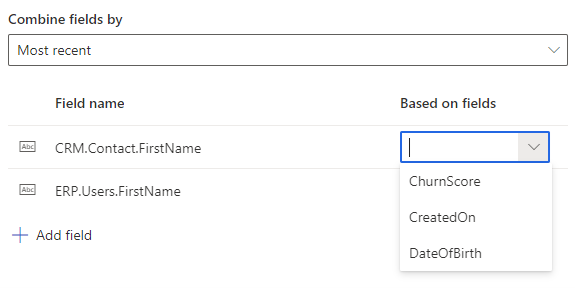 Combine fields by
Most recent
Field name Based on fields
Abc CRM.Contact.FirstName
ChurnScore
Abc ERP.Users.FirstName
CreatedOn
Add field
DateOfBirth